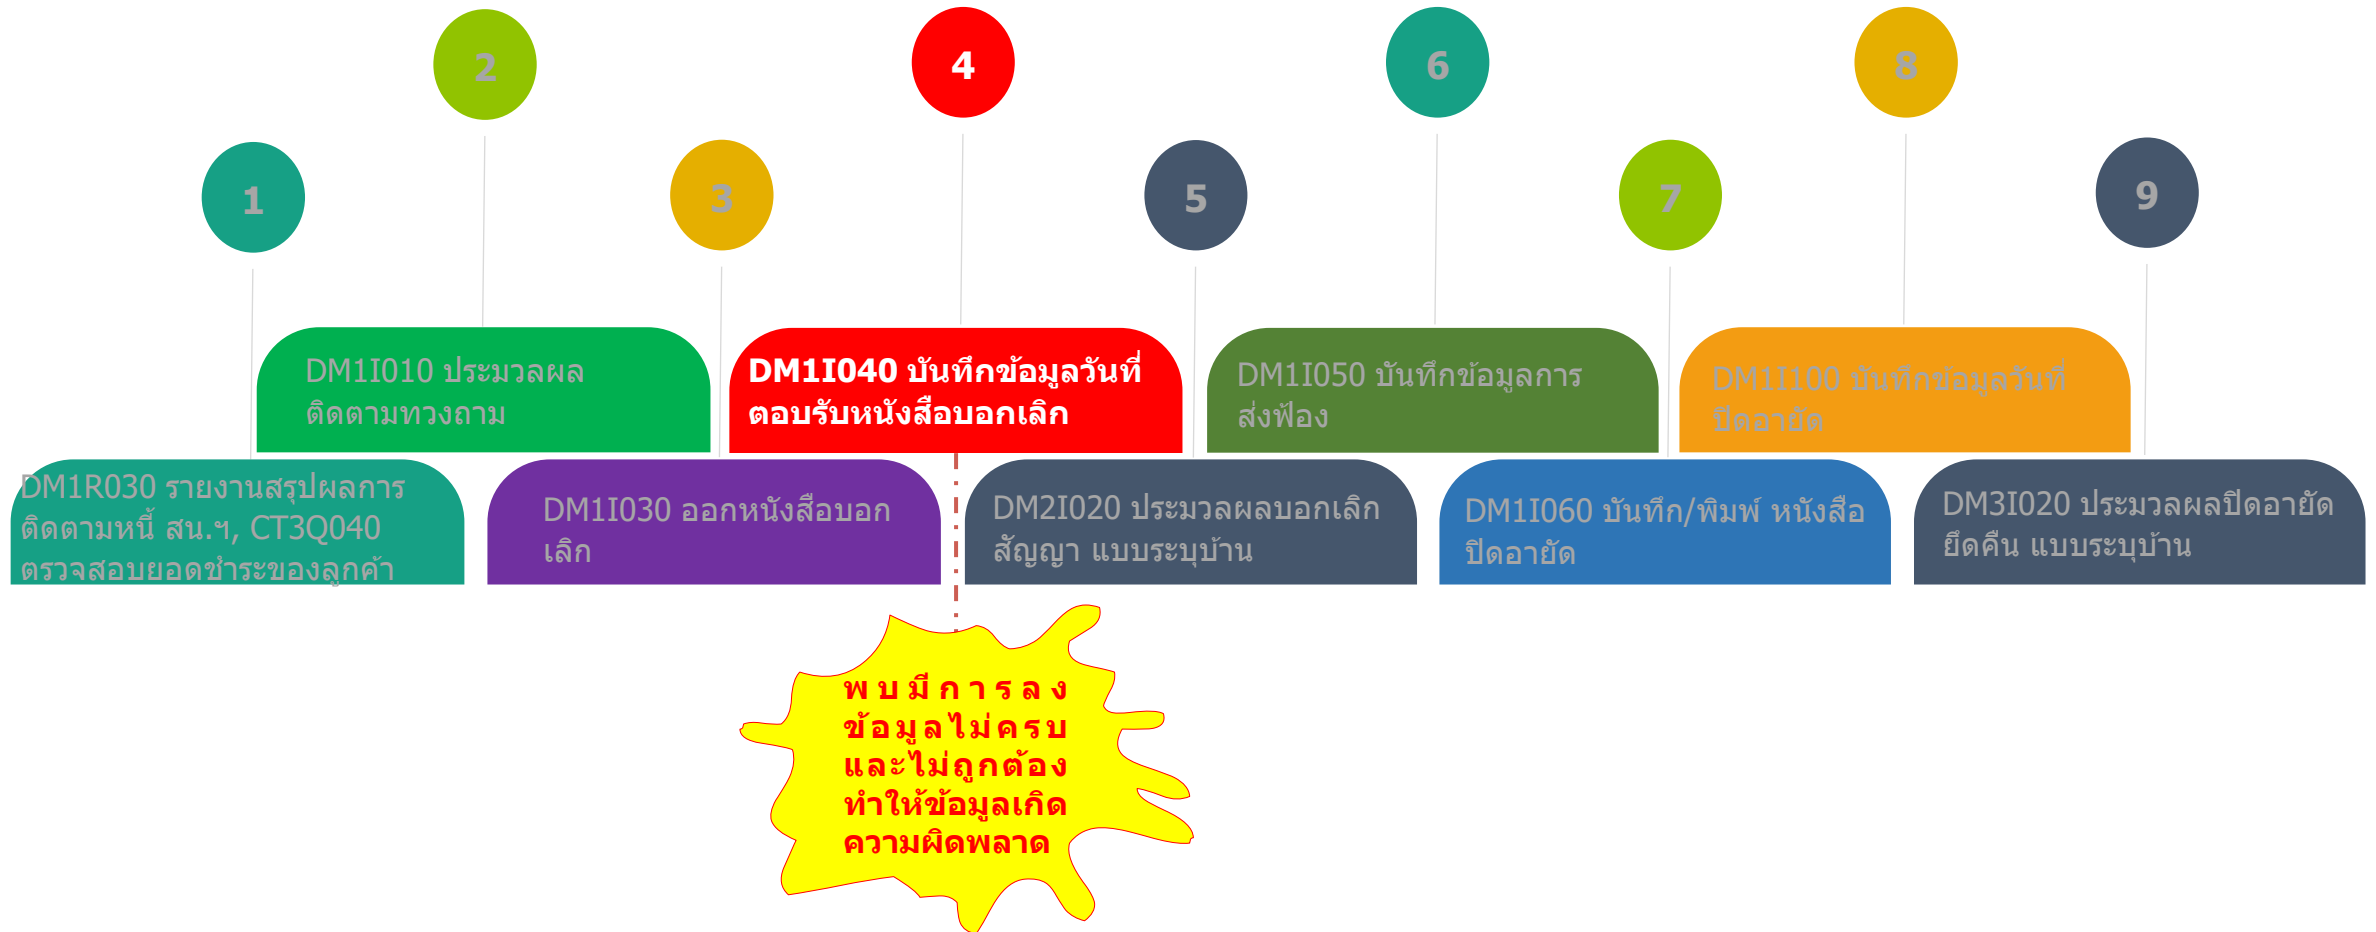 1
DM1R030 รายงานสรุปผลการ
ติดตามหนี้ สน.ฯ, CT3Q040
ตรวจสอบยอดชำระของลูกค้า
2
DM1I010 ประมวลผล
ติดตามทวงถาม
3
DM1I030 ออกหนังสือบอก
เลิก
4
DM1I040 บันทึกข้อมูลวันที่
ตอบรับหนังสือบอกเลิก
พบมีการลง
ข้อมูลไม่ครบ
และไม่ถูกต้อง
ทำให้ข้อมูลเกิด
ความผิดพลาด
5
DM2I020 ประมวลผลบอกเลิก
สัญญา แบบระบุบ้าน
6
DM1I050 บันทึกข้อมูลการ
ส่งฟ้อง
7
DM1I060 บันทึก/พิมพ์ หนังสือ
ปิดอายัด
8
DM1I100 บันทึกข้อมูลวันที่
ปิดอายัด
9
DM3I020 ประมวลผลปิดอายัด
ยึดคืน แบบระบุบ้าน